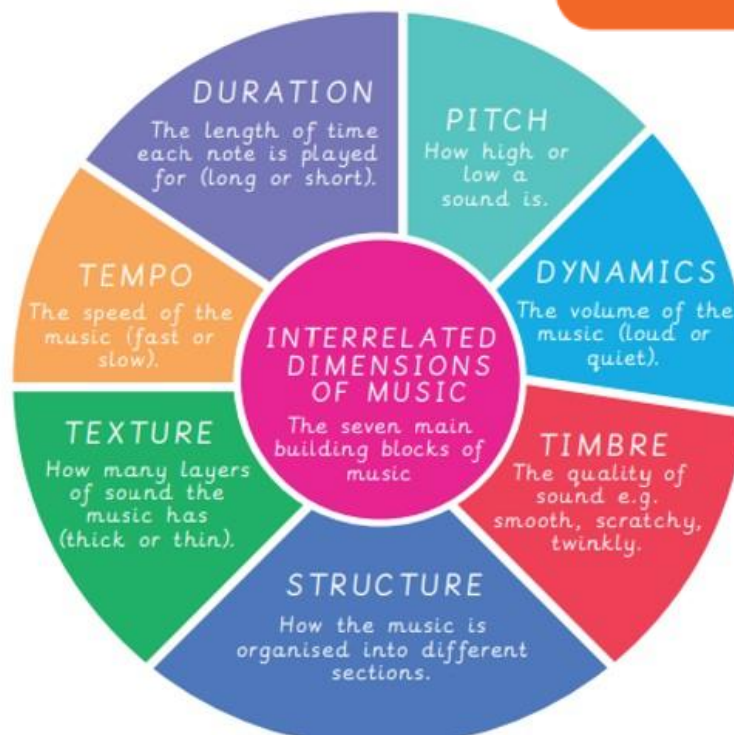 INTERRELATED
DIMENSIONS
OF MUSIC
The seven main
building blocks of
music
PITCH
How high or
low a
sound is.
DYNAMICS
The volume of the
music (loud or
quiet).
TIMBRE
The quality of
sound e.g.
smooth, scratchy,
twinkly.
STRUCTURE
How the music is
organised into different
sections.
TEXTURE
How many layers
of sound the
music has
(thick or thin).
TEMPO
The speed of the
music (fast or
slow).
DURATION
The length of time
each note is played
for (long or short).